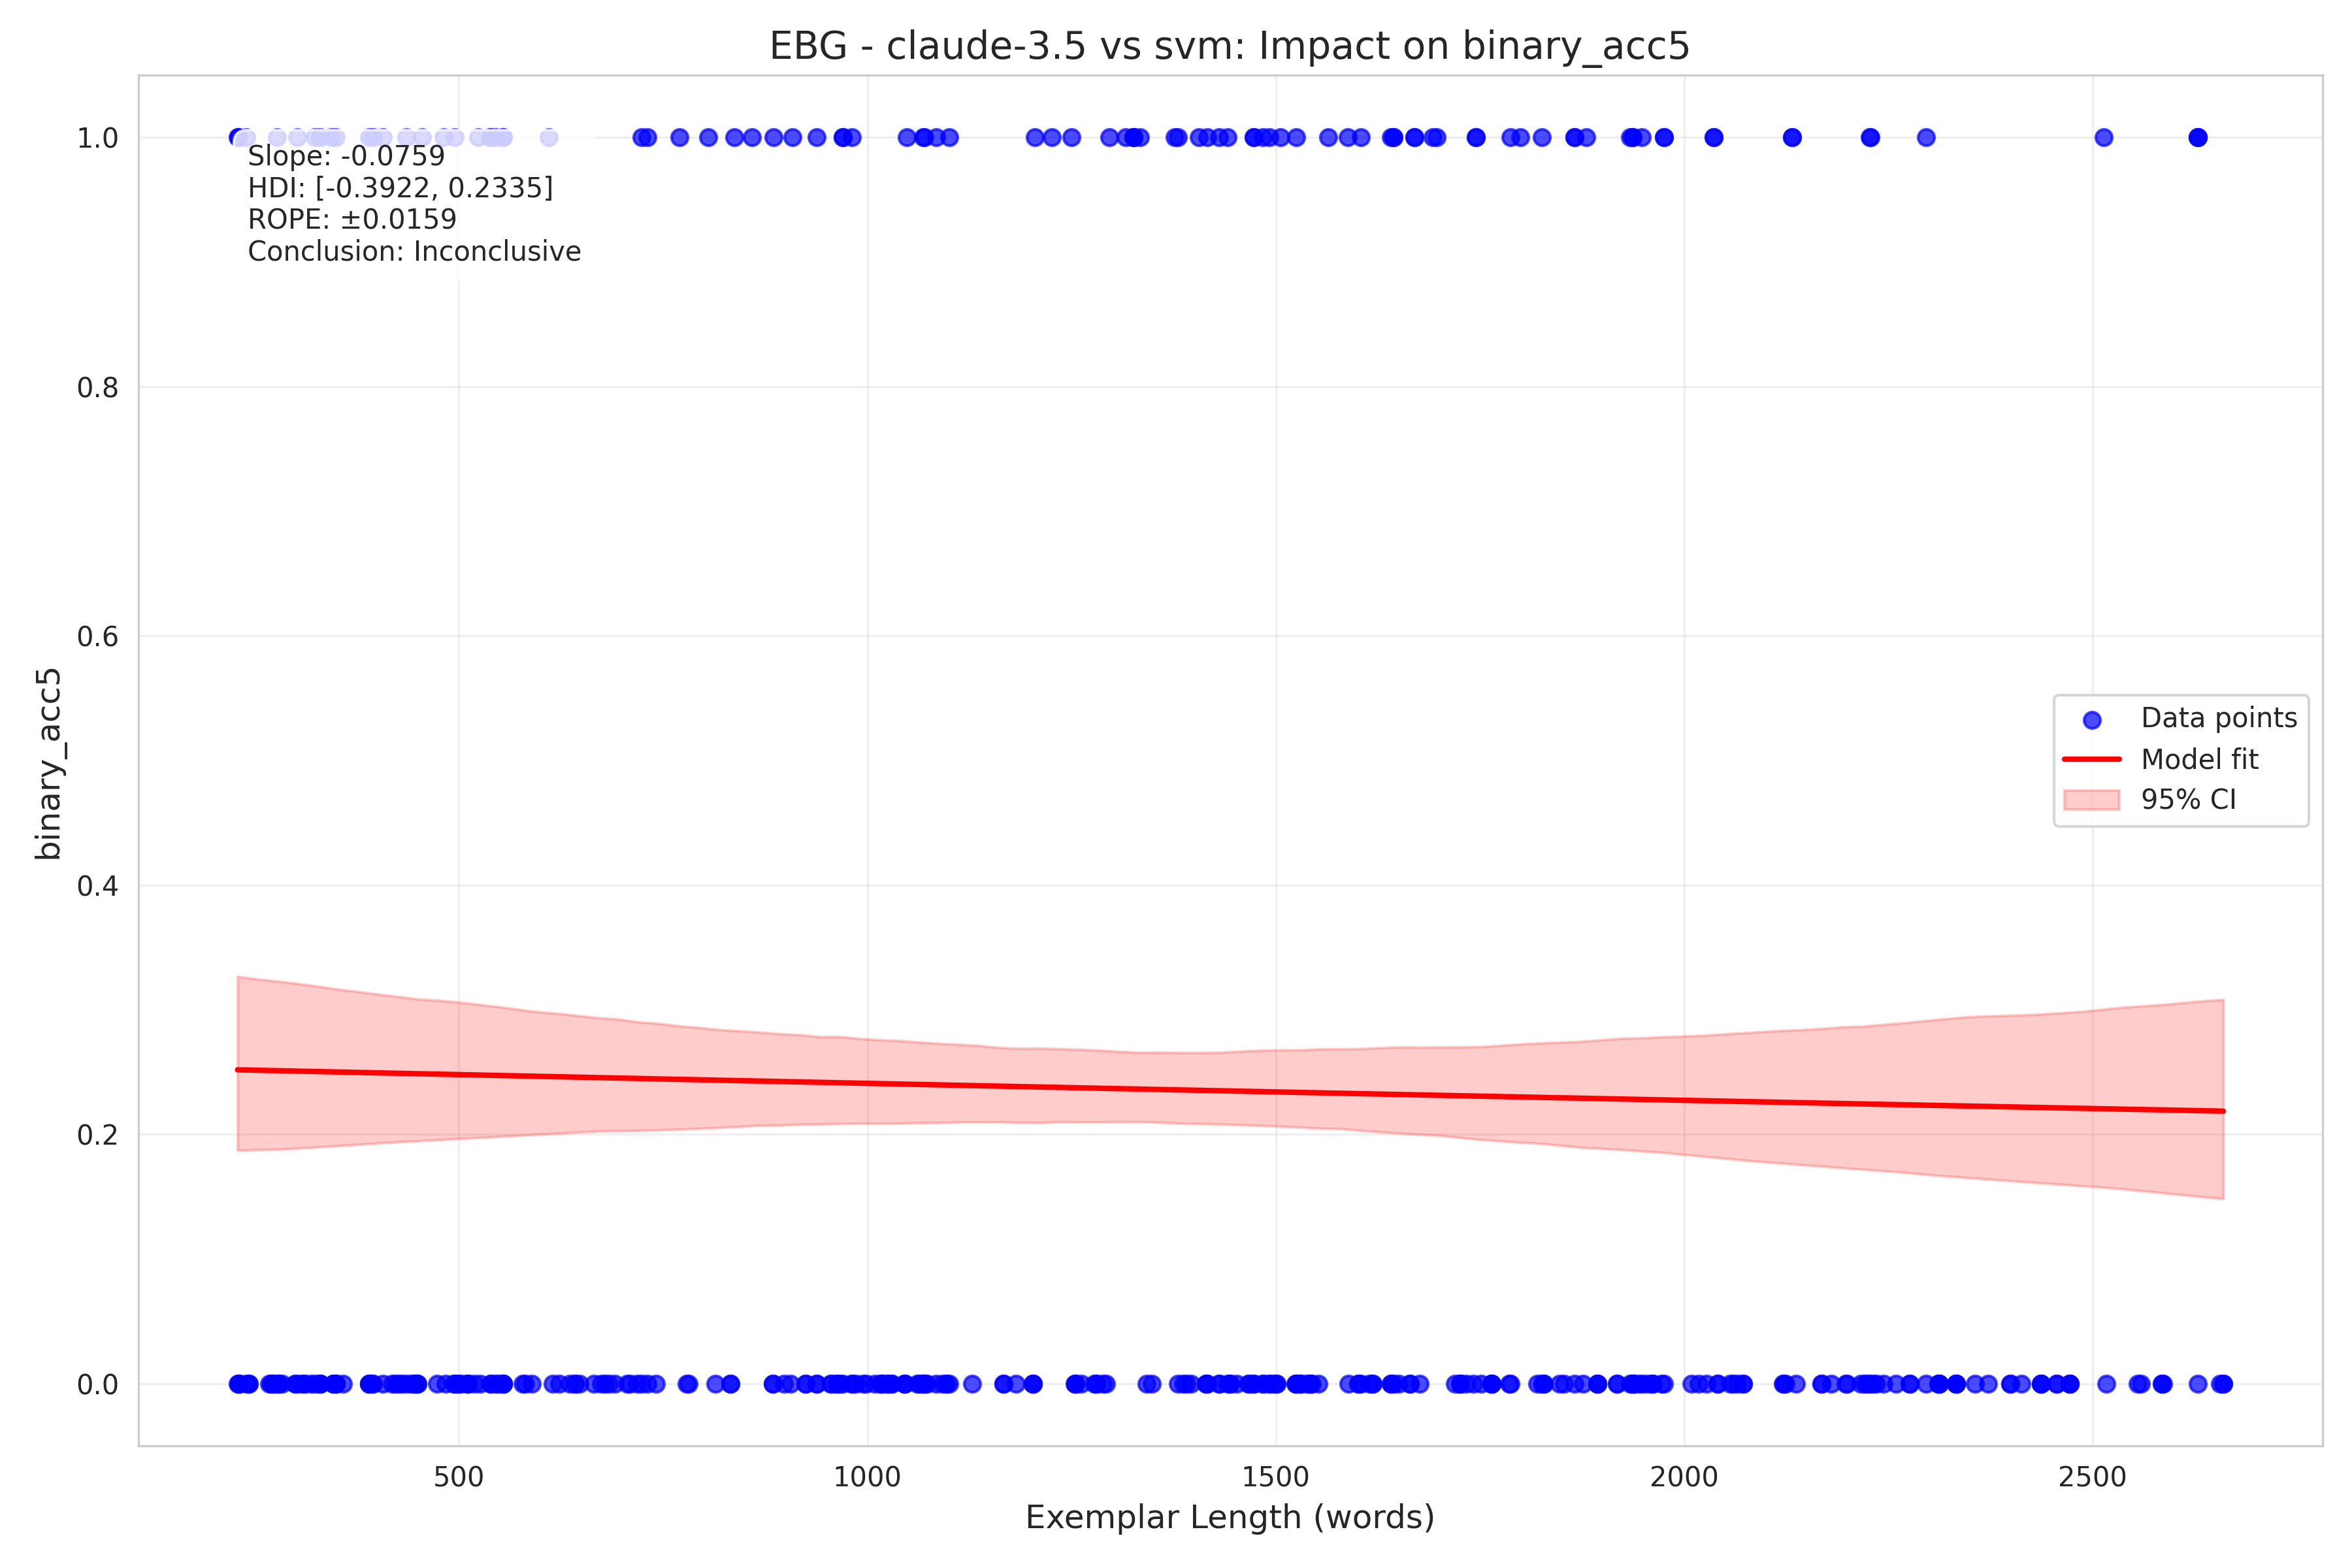 EBG - claude-3.5 vs svm: Impact on binary_acc5
1.0
0.8
0.6
0.4
0.2
0.0
binary_acc5
Slope: -0.0759
HDI: [-0.3922, 0.2335]
ROPE: ±0.0159
Conclusion: Inconclusive
Data points
Model fit
95% CI
500
1000
1500
2000
2500
Exemplar Length (words)